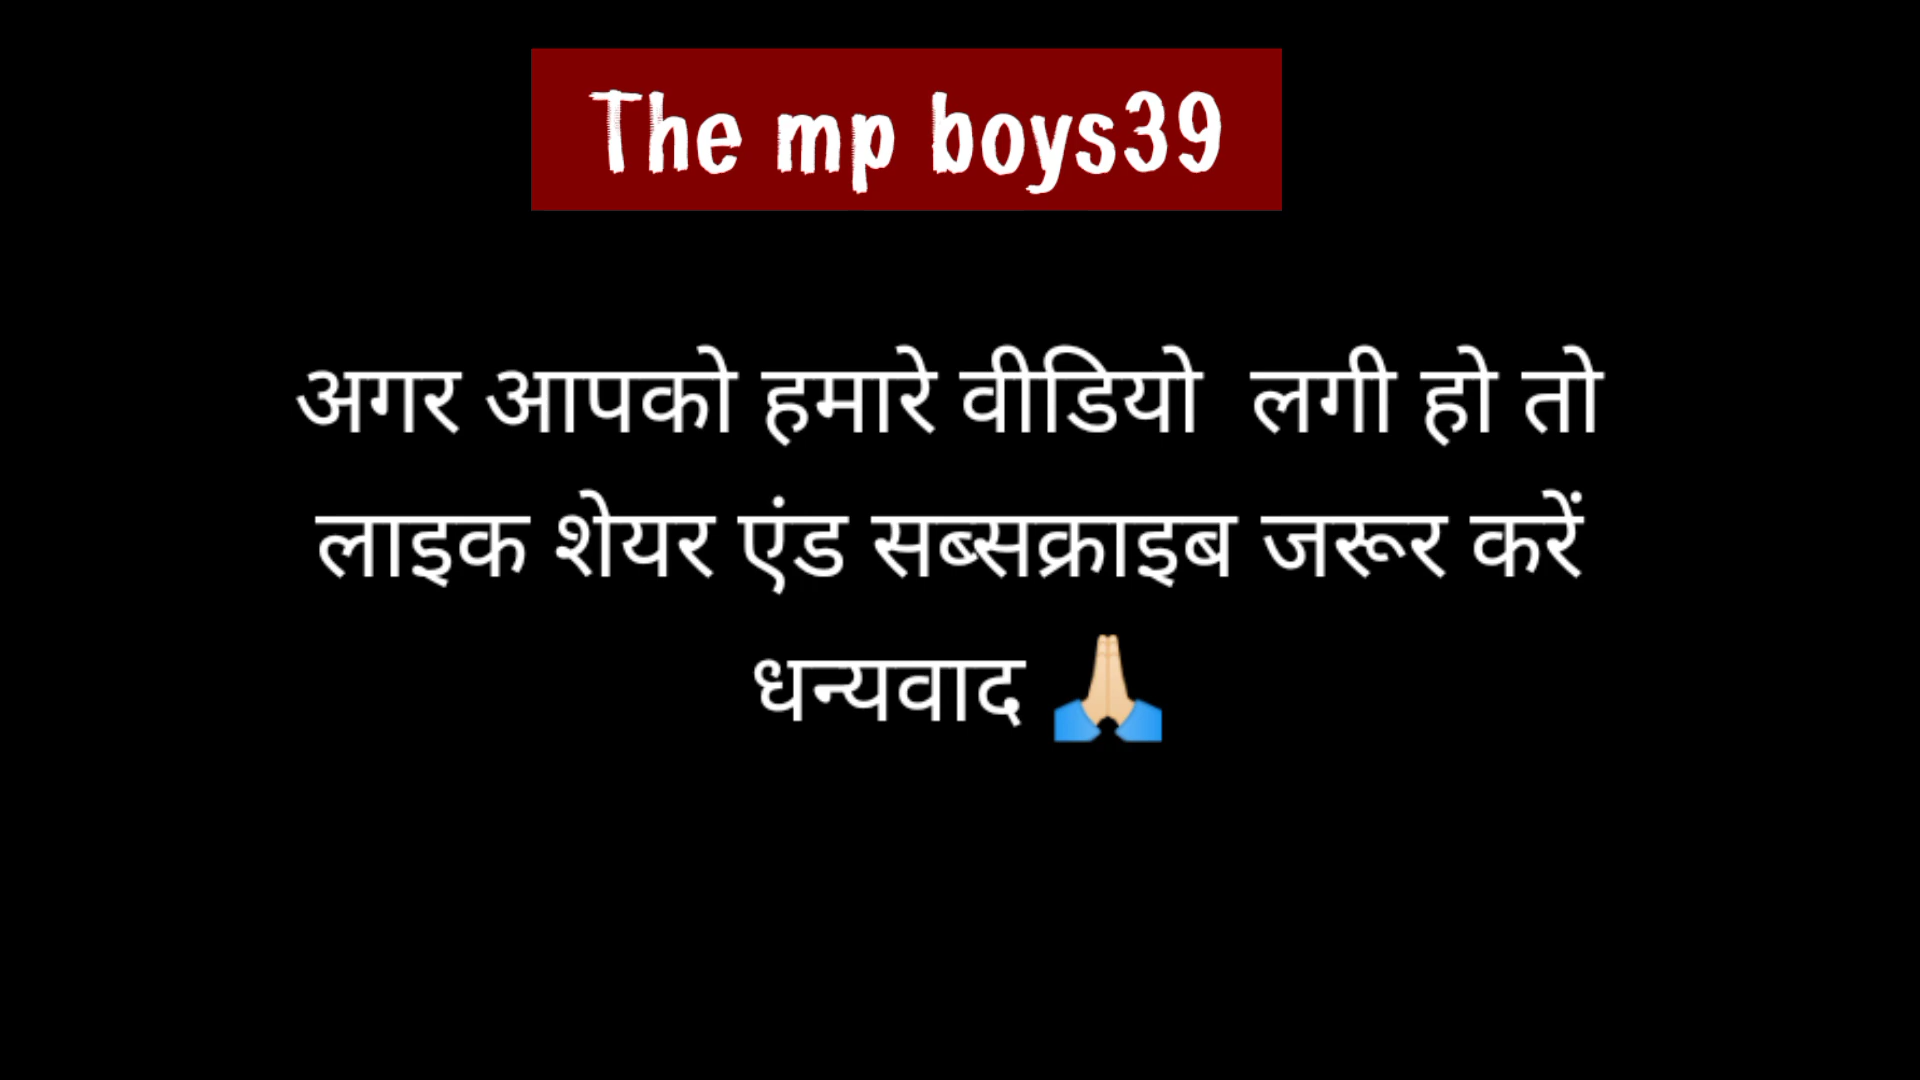 The mp boys39
अगर आपको हमारे वीडियो  लगी हो तो
लाइक शेयर एंड सब्सक्राइब जरूर करें
धन्यवाद 🙏🏼